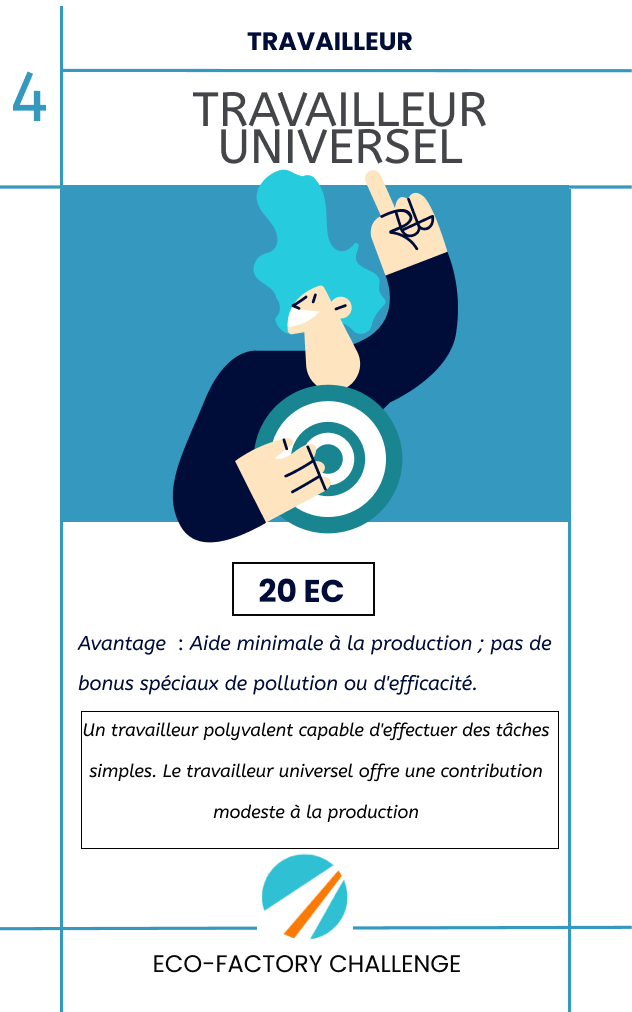 TRAVAILLEUR
4
TRAVAILLEUR
UNIVERSEL
20 EC
Avantage : Aide minimale à la production ; pas de
bonus spéciaux de pollution ou d'efficacité.
Un travailleur polyvalent capable d'effectuer des tâches
simples. Le travailleur universel offre une contribution
modeste à la production
ECO-FACTORY CHALLENGE